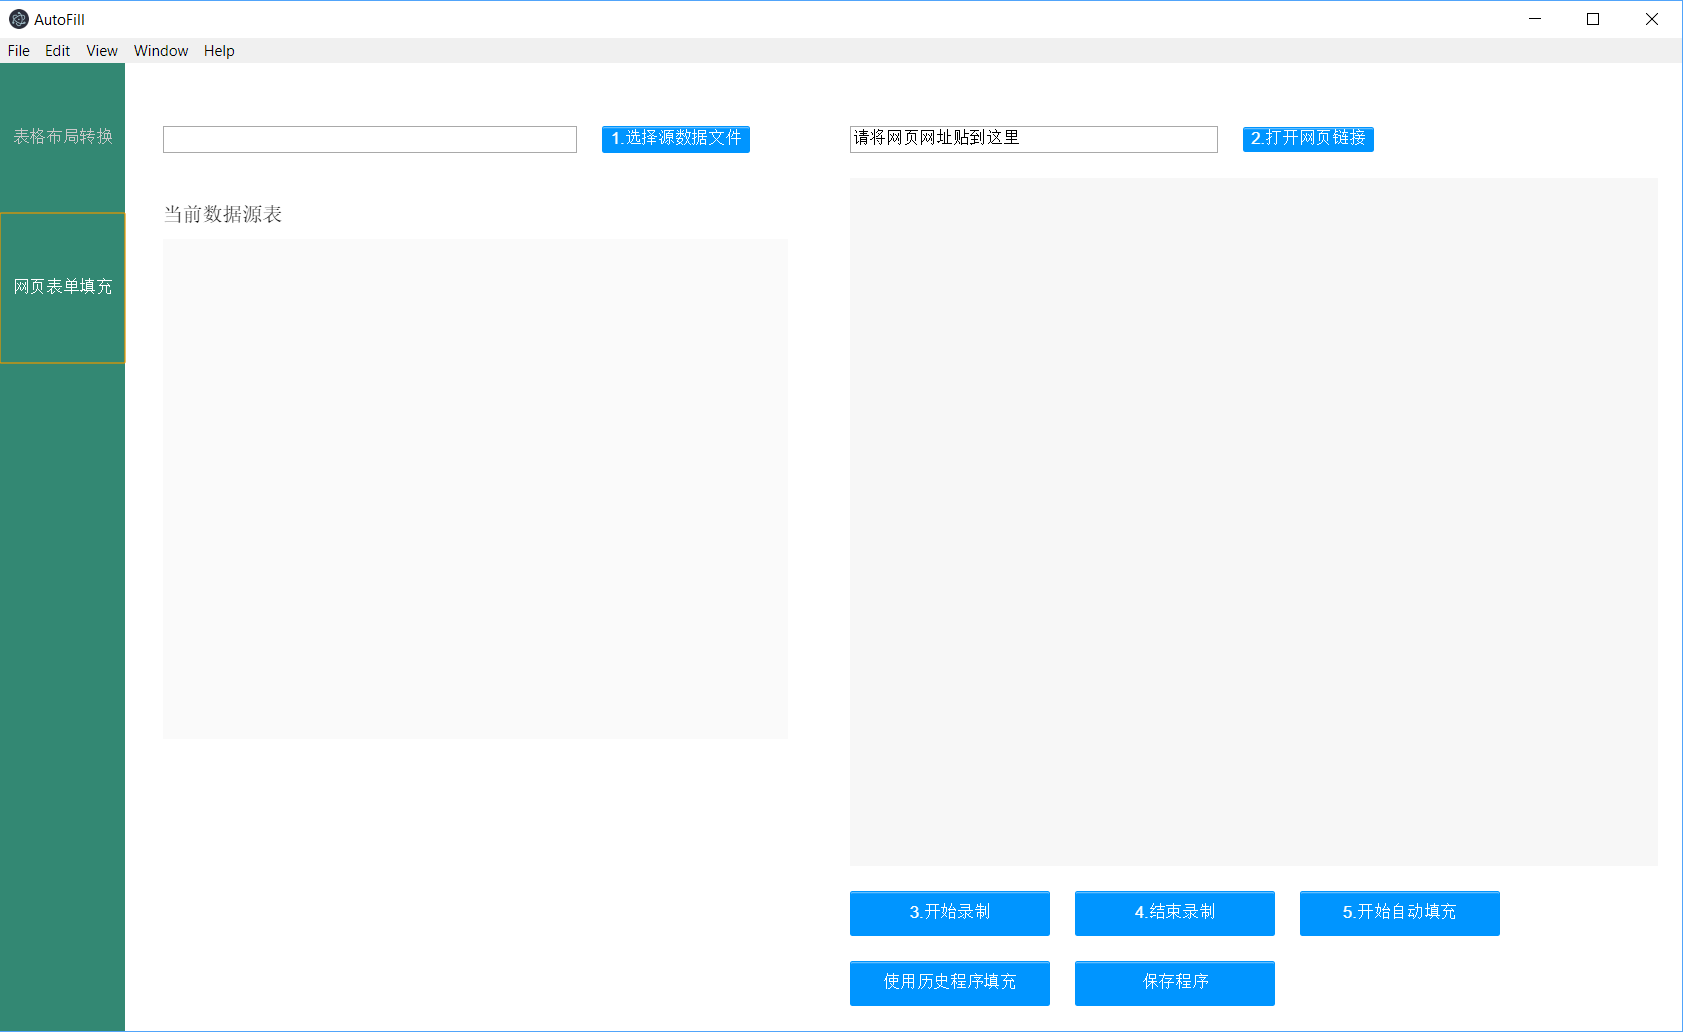 AutoFill
File Edit View Window Help
表格布局转换
网页表单填充
1.选择源数据文件
请将网页网址贴到这里
2.打开网页链接
当前数据源表
3.开始录制
4.结束录制
5.开始自动填充
使用历史程序填充
保存程序